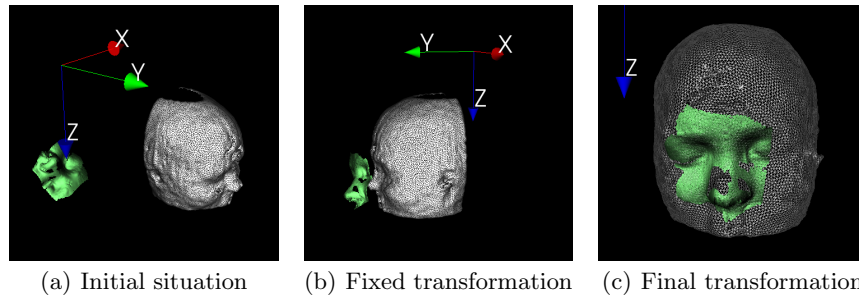 X
Y
Z
Y
X
Z
Z
(a) Initial situation
(b) Fixed transformation
(c) Final transformation